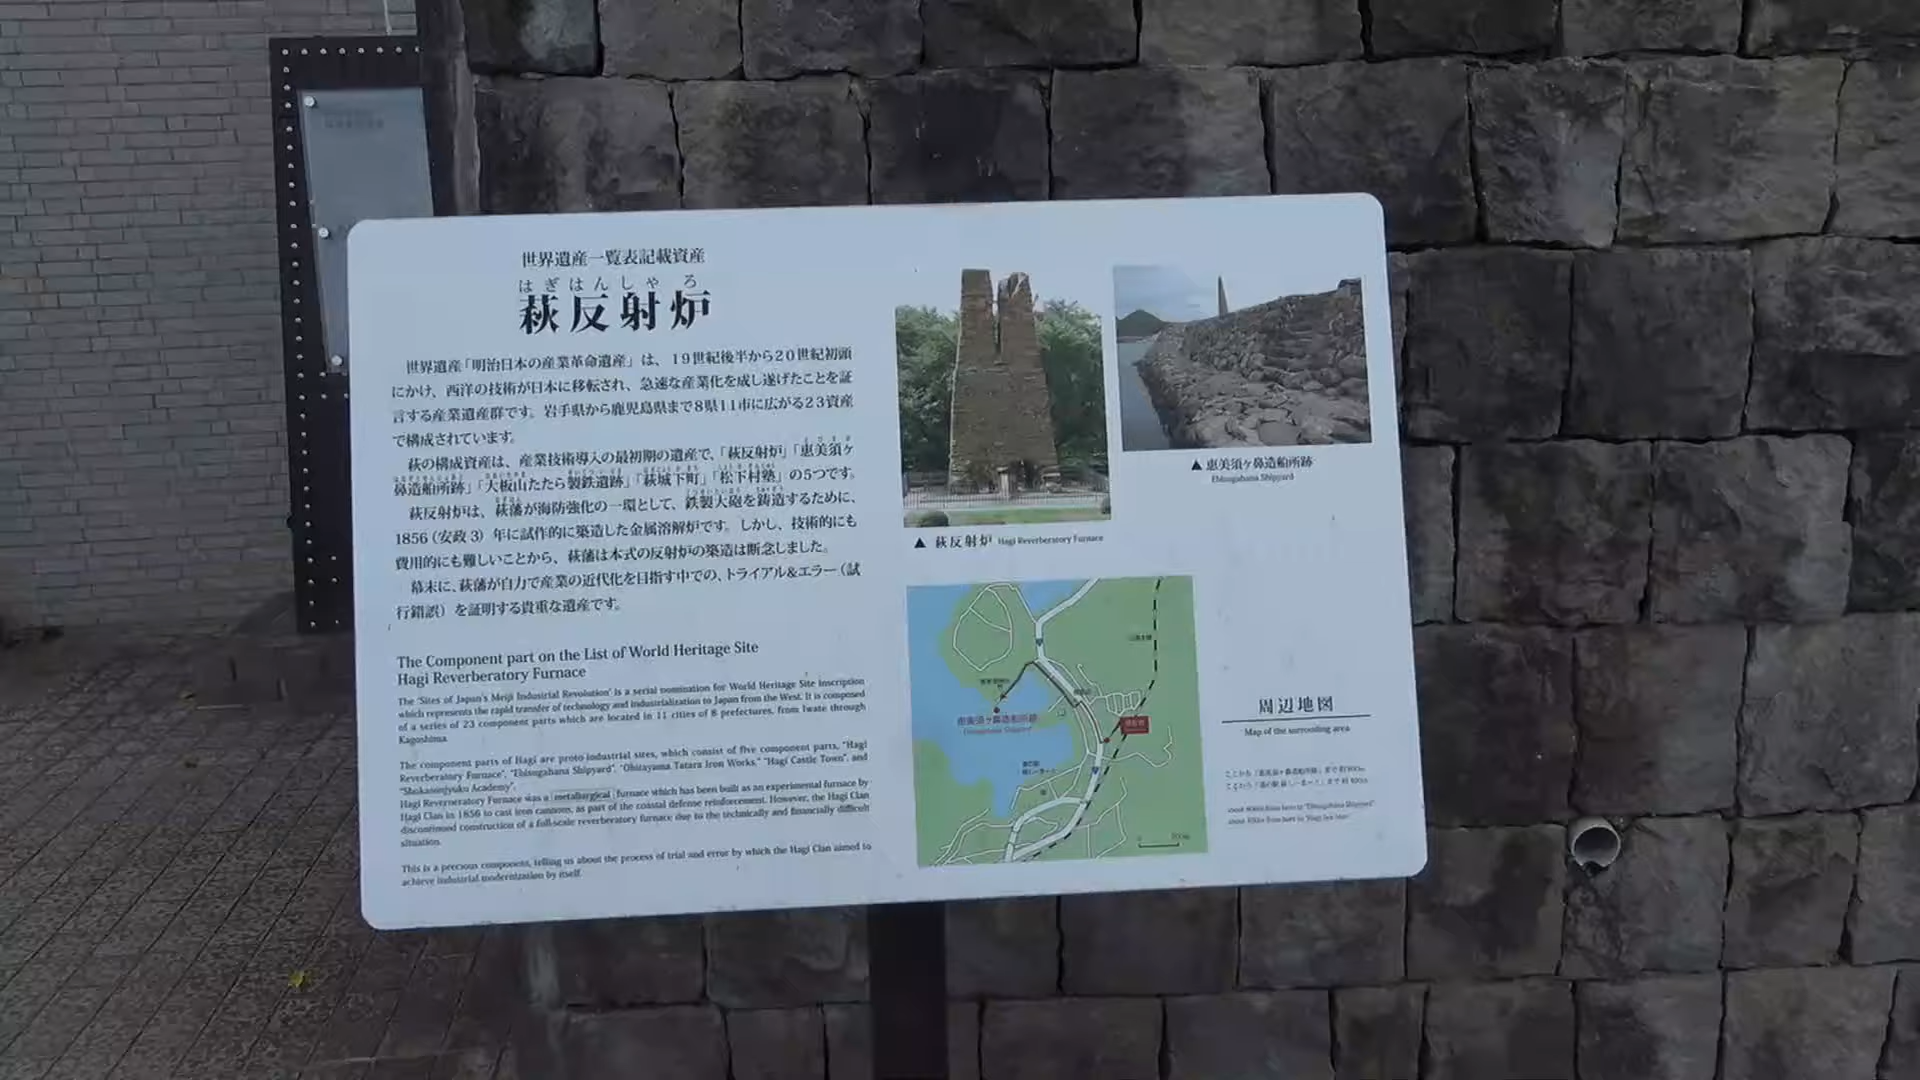 世界遺産一覧表記載資産
はぎはんしゃろ
萩反射炉
世界遺産「明治日本の産業革命遺産」は、19世紀後半から20世紀初頭
にかけ、西洋の技術が日本に移転され、急速な産業化を成し遂げたことを証
言する産業遺産群です。岩手県から鹿児島県まで8県11市に広がる23資産
で構成されています。
萩の構成資産は、産業技術導入の最初期の遺産で、「萩反射炉」「恵美須ヶ
鼻造船所跡」「大板山たたら製鉄遺跡」「萩城下町」「松下村塾」の5つです。
萩反射炉は、萩藩が海防強化の一環として、鉄製大砲を鋳造するために、
1856(安政3)年に試作的に築造した金属溶解炉です。しかし、技術的にも
費用的にも難しいことから、萩藩は本式の反射炉の築造は断念しました。
幕末に、萩藩が自力で産業の近代化を目指す中での、トライアル&エラー(試
行錯誤)を証明する貴重な遺産です。
The Component part on the List of World Heritage Site
Hagi Reverberatory Furnace
The 'Sites of Japan's Meiji Industrial Revolution' is a serial nomination for World Heritage Site inscription
which represents the rapid transfer of technology and industrialization to Japan from the West. It is composed
of a series of 23 component parts which are located in 11 cities of 8 prefectures, from Iwate through
Kagoshima.
The component parts of Hagi are proto industrial sites, which consist of five component parts, "Hagi
Reverberatory Furnace", "Ebisugahana Shipyard", "Ohitayama Tatara Iron Works," "Hagi Castle Town", and
"Shokasonjyuku Academy".
Hagi Reverneratory Furnace was a metallurgical furnace which has been built as an experimental furnace by
Hagi Clan in 1856 to cast iron cannons, as part of the coastal defense reinforcement. However, the Hagi Clan
discontinued construction of a full-scale reverberatory furnace due to the technically and financially difficult
situation.
This is a precious component, telling us about the process of trial and error by which the Hagi Clan aimed to
achieve industrial modernization by itself.
▲ 萩反射炉 Hagi Reverberatory Furnace
▲ 恵美須ヶ鼻造船所跡
Ebisugahana Shipyard
恵美須ヶ鼻造船所跡
Ebisugahana Shipyard
周辺地図
Map of the surrouding area